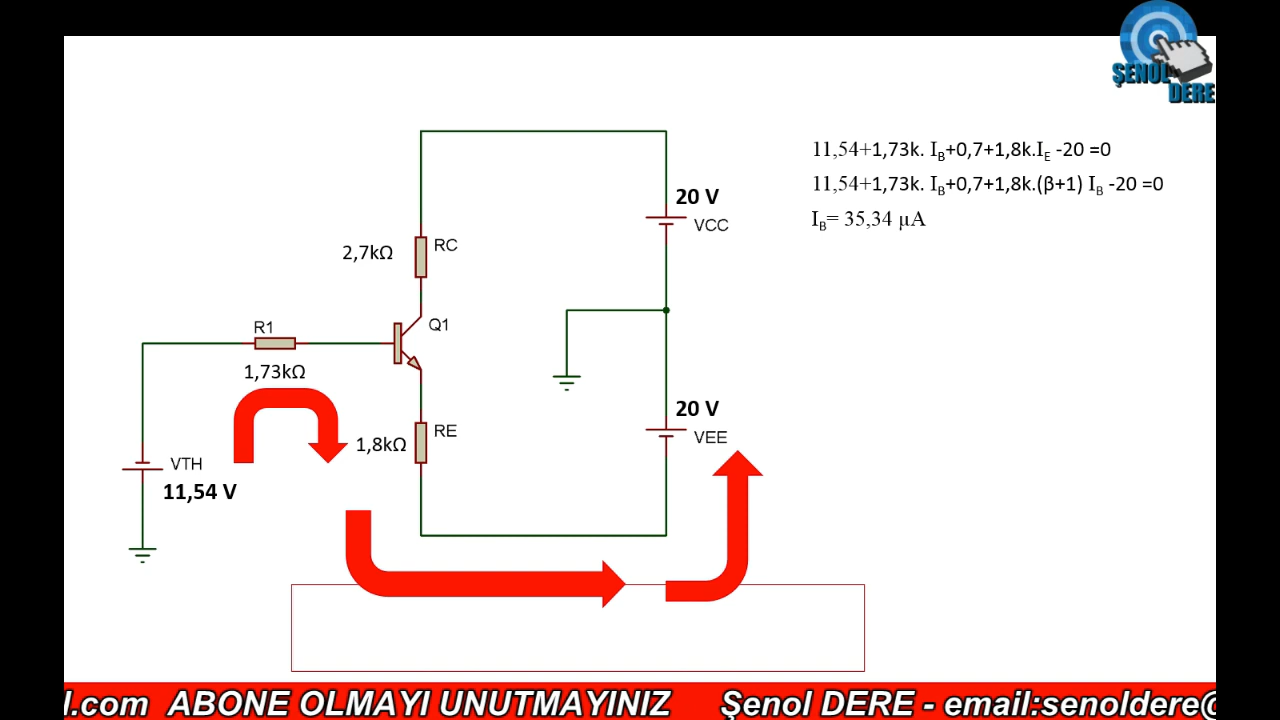 ŞENOL
DERE
11,54+1,73k. IB+0,7+1,8k.IE -20 =0
11,54+1,73k. IB+0,7+1,8k.(β+1) IB -20 =0
IB= 35,34 µA
20 V
VCC
2,7kΩ
RC
Q1
R1
1,73kΩ
20 V
VEE
1,8kΩ
RE
VTH
11,54 V
l.com ABONE OLMAYI UNUTMAYINIZ Şenol DERE - email:senoldere@